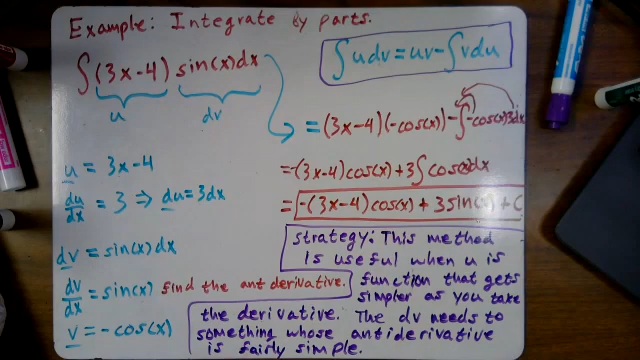 Example: Integrate by parts.
∫(3x-4) sin(x)dx
u dv
∫udv = uv - ∫vdu
= (3x-4)(-cos(x)) - ∫-cos(x)3dx
= -(3x-4)cos(x) + 3∫cos(x)dx
= -(3x-4)cos(x) + 3sin(x) + C
u = 3x-4
du/dx = 3 ⇒ du = 3dx
dv = sin(x)dx
dv/dx = sin(x) find the ant derivative.
v = -cos(x)
strategy: This method
is useful when u is
function that gets
simpler as you take
the derivative. The dv needs to
something whose antiderivative
is fairly simple.